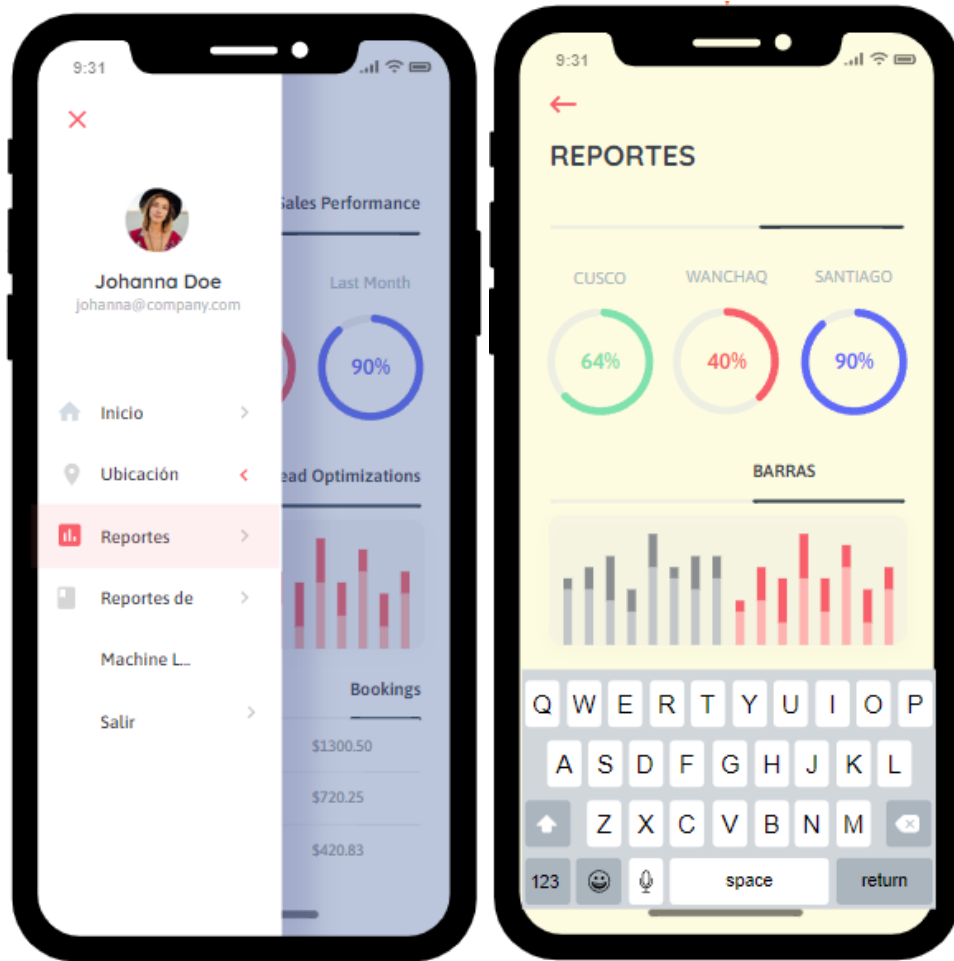 9:31
Johanna Doe
johanna@company.com
Inicio
Ubicación
Reportes
Reportes de
Machine L...
Salir
Sales Performance
Last Month
90%
ead Optimizations
Bookings
$1300.50
$720.25
$420.83
9:31
REPORTES
CUSCO WANCHAQ SANTIAGO
64% 40% 90%
BARRAS
Q W E R T Y U I O P
A S D F G H J K L
Z X C V B N M
123 space return